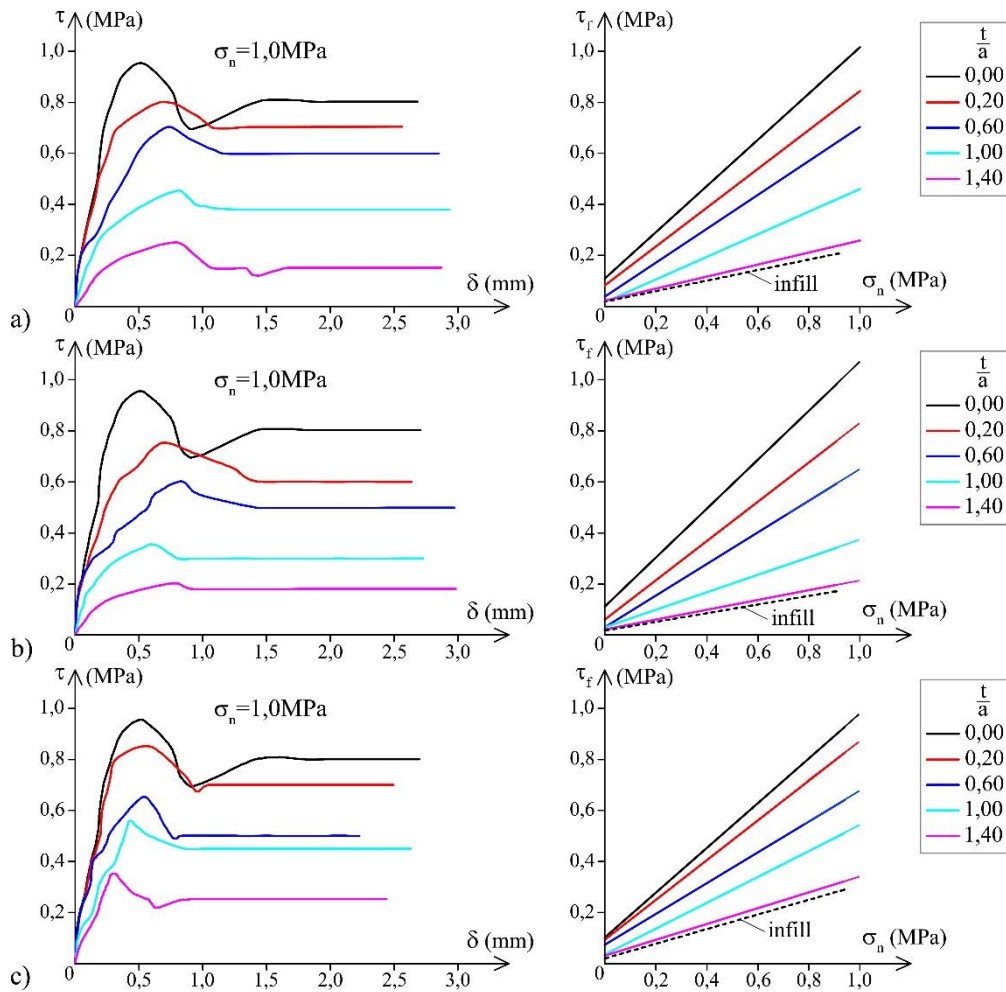 τ (MPa)
σn=1,0MPa
1,0
0,8
0,6
0,4
0,2
0
0,5 1,0 1,5 2,0 2,5 3,0
δ (mm)
a)
τf (MPa)
1,0
0,8
0,6
0,4
0,2
0
0,2 0,4 0,6 0,8 1,0
infill
σn (MPa)
t
a
0,00
0,20
0,60
1,00
1,40
τ (MPa)
σn=1,0MPa
1,0
0,8
0,6
0,4
0,2
0
0,5 1,0 1,5 2,0 2,5 3,0
δ (mm)
b)
τf (MPa)
1,0
0,8
0,6
0,4
0,2
0
0,2 0,4 0,6 0,8 1,0
infill
σn (MPa)
t
a
0,00
0,20
0,60
1,00
1,40
τ (MPa)
σn=1,0MPa
1,0
0,8
0,6
0,4
0,2
0
0,5 1,0 1,5 2,0 2,5 3,0
δ (mm)
c)
τf (MPa)
1,0
0,8
0,6
0,4
0,2
0
0,2 0,4 0,6 0,8 1,0
infill
σn (MPa)
t
a
0,00
0,20
0,60
1,00
1,40